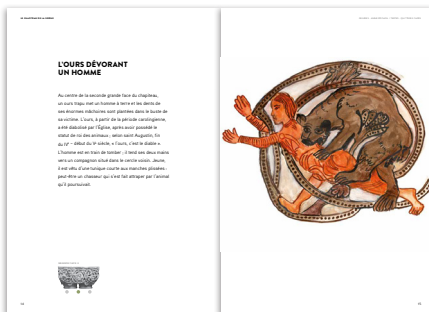 L'OURS DÉVORANT
UN HOMME
Au centre de la seconde grande face du chapiteau,
un ours trapu met un homme à terre et les dents de
ses énormes mâchoires sont plantées dans le buste de
sa victime. L'ours, à partir de la période carolingienne,
a été diabolisé par l'Église, après avoir possédé le
statut de roi des animaux ; selon saint Augustin, fin
du IVe – début du Ve siècle, « l'ours, c'est le diable ».
L'homme est en train de tomber ; il tend ses deux mains
vers un compagnon situé dans le cercle voisin. Jeune,
il est vêtu d'une tunique courte aux manches plissées :
peut-être un chasseur qui s'est fait attraper par l'animal
qu'il poursuivait.